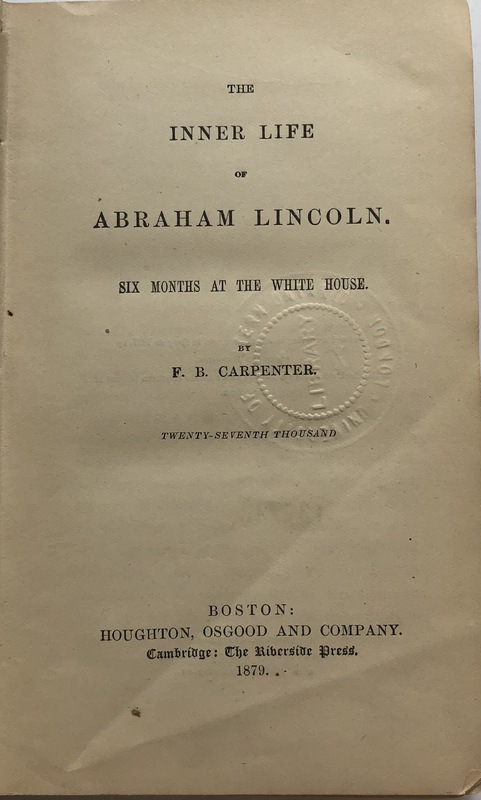 THE
INNER LIFE
OF
ABRAHAM LINCOLN.
SIX MONTHS AT THE WHITE HOUSE.
BY
F. B. CARPENTER.
TWENTY-SEVENTH THOUSAND
BOSTON:
HOUGHTON, OSGOOD AND COMPANY.
Cambridge: The Riverside Press.
1879.
LIBRARY